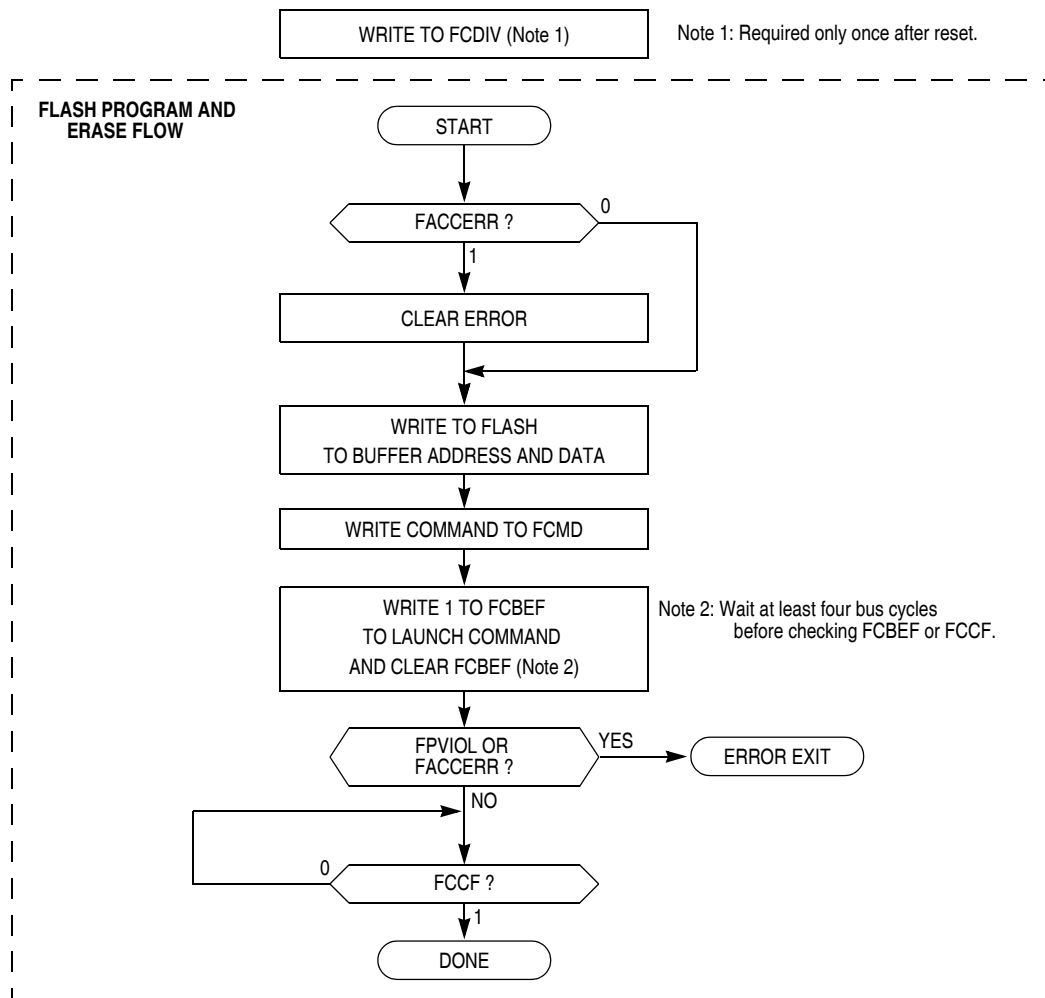 WRITE TO FCDIV (Note 1)
Note 1: Required only once after reset.
FLASH PROGRAM AND
ERASE FLOW
START
FACCERR ?
0
1
CLEAR ERROR
WRITE TO FLASH
TO BUFFER ADDRESS AND DATA
WRITE COMMAND TO FCMD
WRITE 1 TO FCBEF
TO LAUNCH COMMAND
AND CLEAR FCBEF (Note 2)
Note 2: Wait at least four bus cycles
before checking FCBEF or FCCF.
FPVIOL OR
FACCERR ?
YES
ERROR EXIT
NO
0
FCCF ?
1
DONE